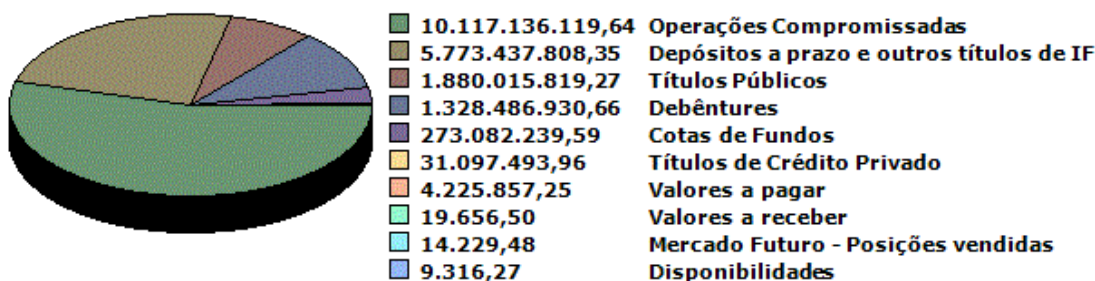 10.117.136.119,64 Operações Compromissadas
5.773.437.808,35 Depósitos a prazo e outros títulos de IF
1.880.015.819,27 Títulos Públicos
1.328.486.930,66 Debêntures
273.082.239,59 Cotas de Fundos
31.097.493,96 Títulos de Crédito Privado
4.225.857,25 Valores a pagar
19.656,50 Valores a receber
14.229,48 Mercado Futuro - Posições vendidas
9.316,27 Disponibilidades